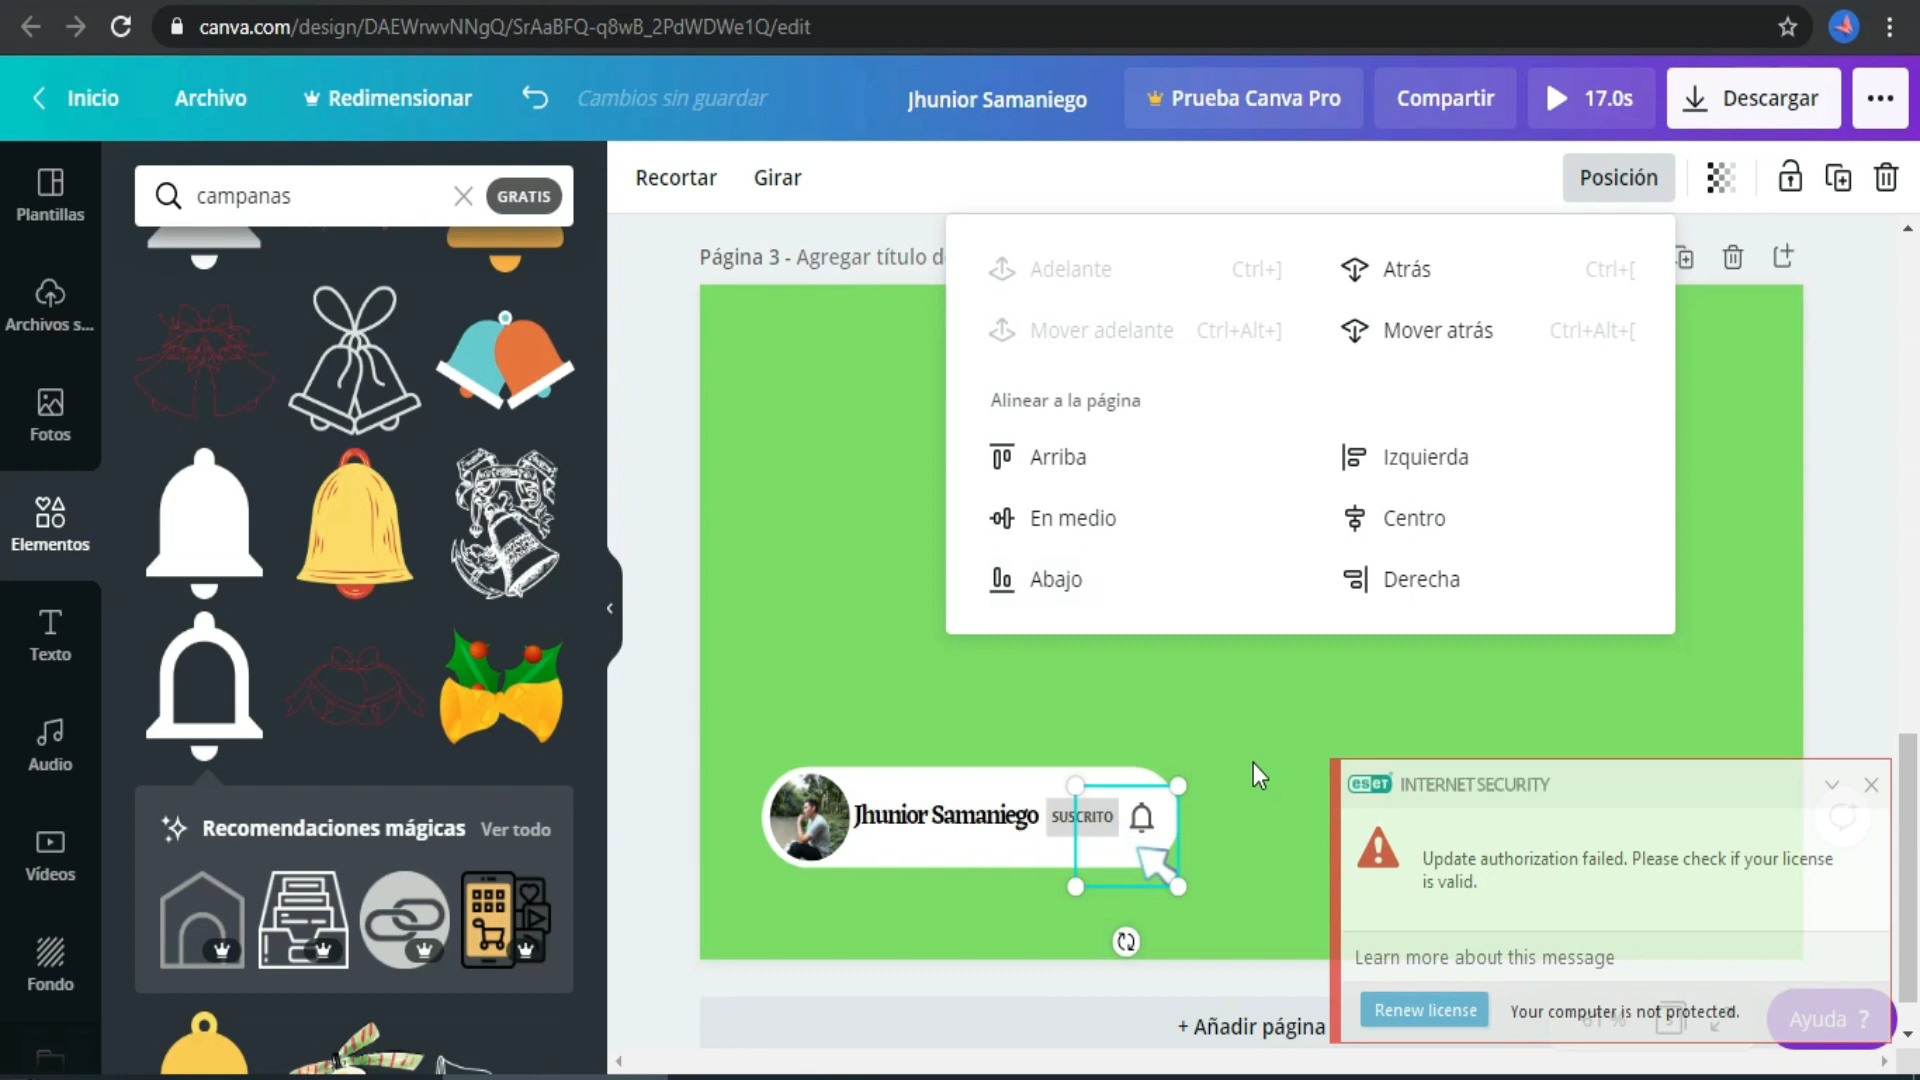 canva.com/design/DAEWrwvNNgQ/SrAaBFQ-q8wB_2PdWDWe1Q/edit
Inicio
Archivo
Redimensionar
Cambios sin guardar
Jhunior Samaniego
Prueba Canva Pro
Compartir
17.0s
Descargar
Plantillas
Archivos s...
Fotos
Elementos
Texto
Audio
Vídeos
Fondo
campanas
GRATIS
Recomendaciones mágicas
Ver todo
Recortar
Girar
Posición
Página 3 - Agregar título d
Adelante Ctrl+]
Atrás Ctrl+[
Mover adelante Ctrl+Alt+]
Mover atrás Ctrl+Alt+[
Alinear a la página
Arriba
Izquierda
En medio
Centro
Abajo
Derecha
Jhunior Samaniego
SUSCRITO
+ Añadir página
eset INTERNET SECURITY
Update authorization failed. Please check if your license
is valid.
Learn more about this message
Renew license
Your computer is not protected.
Ayuda ?